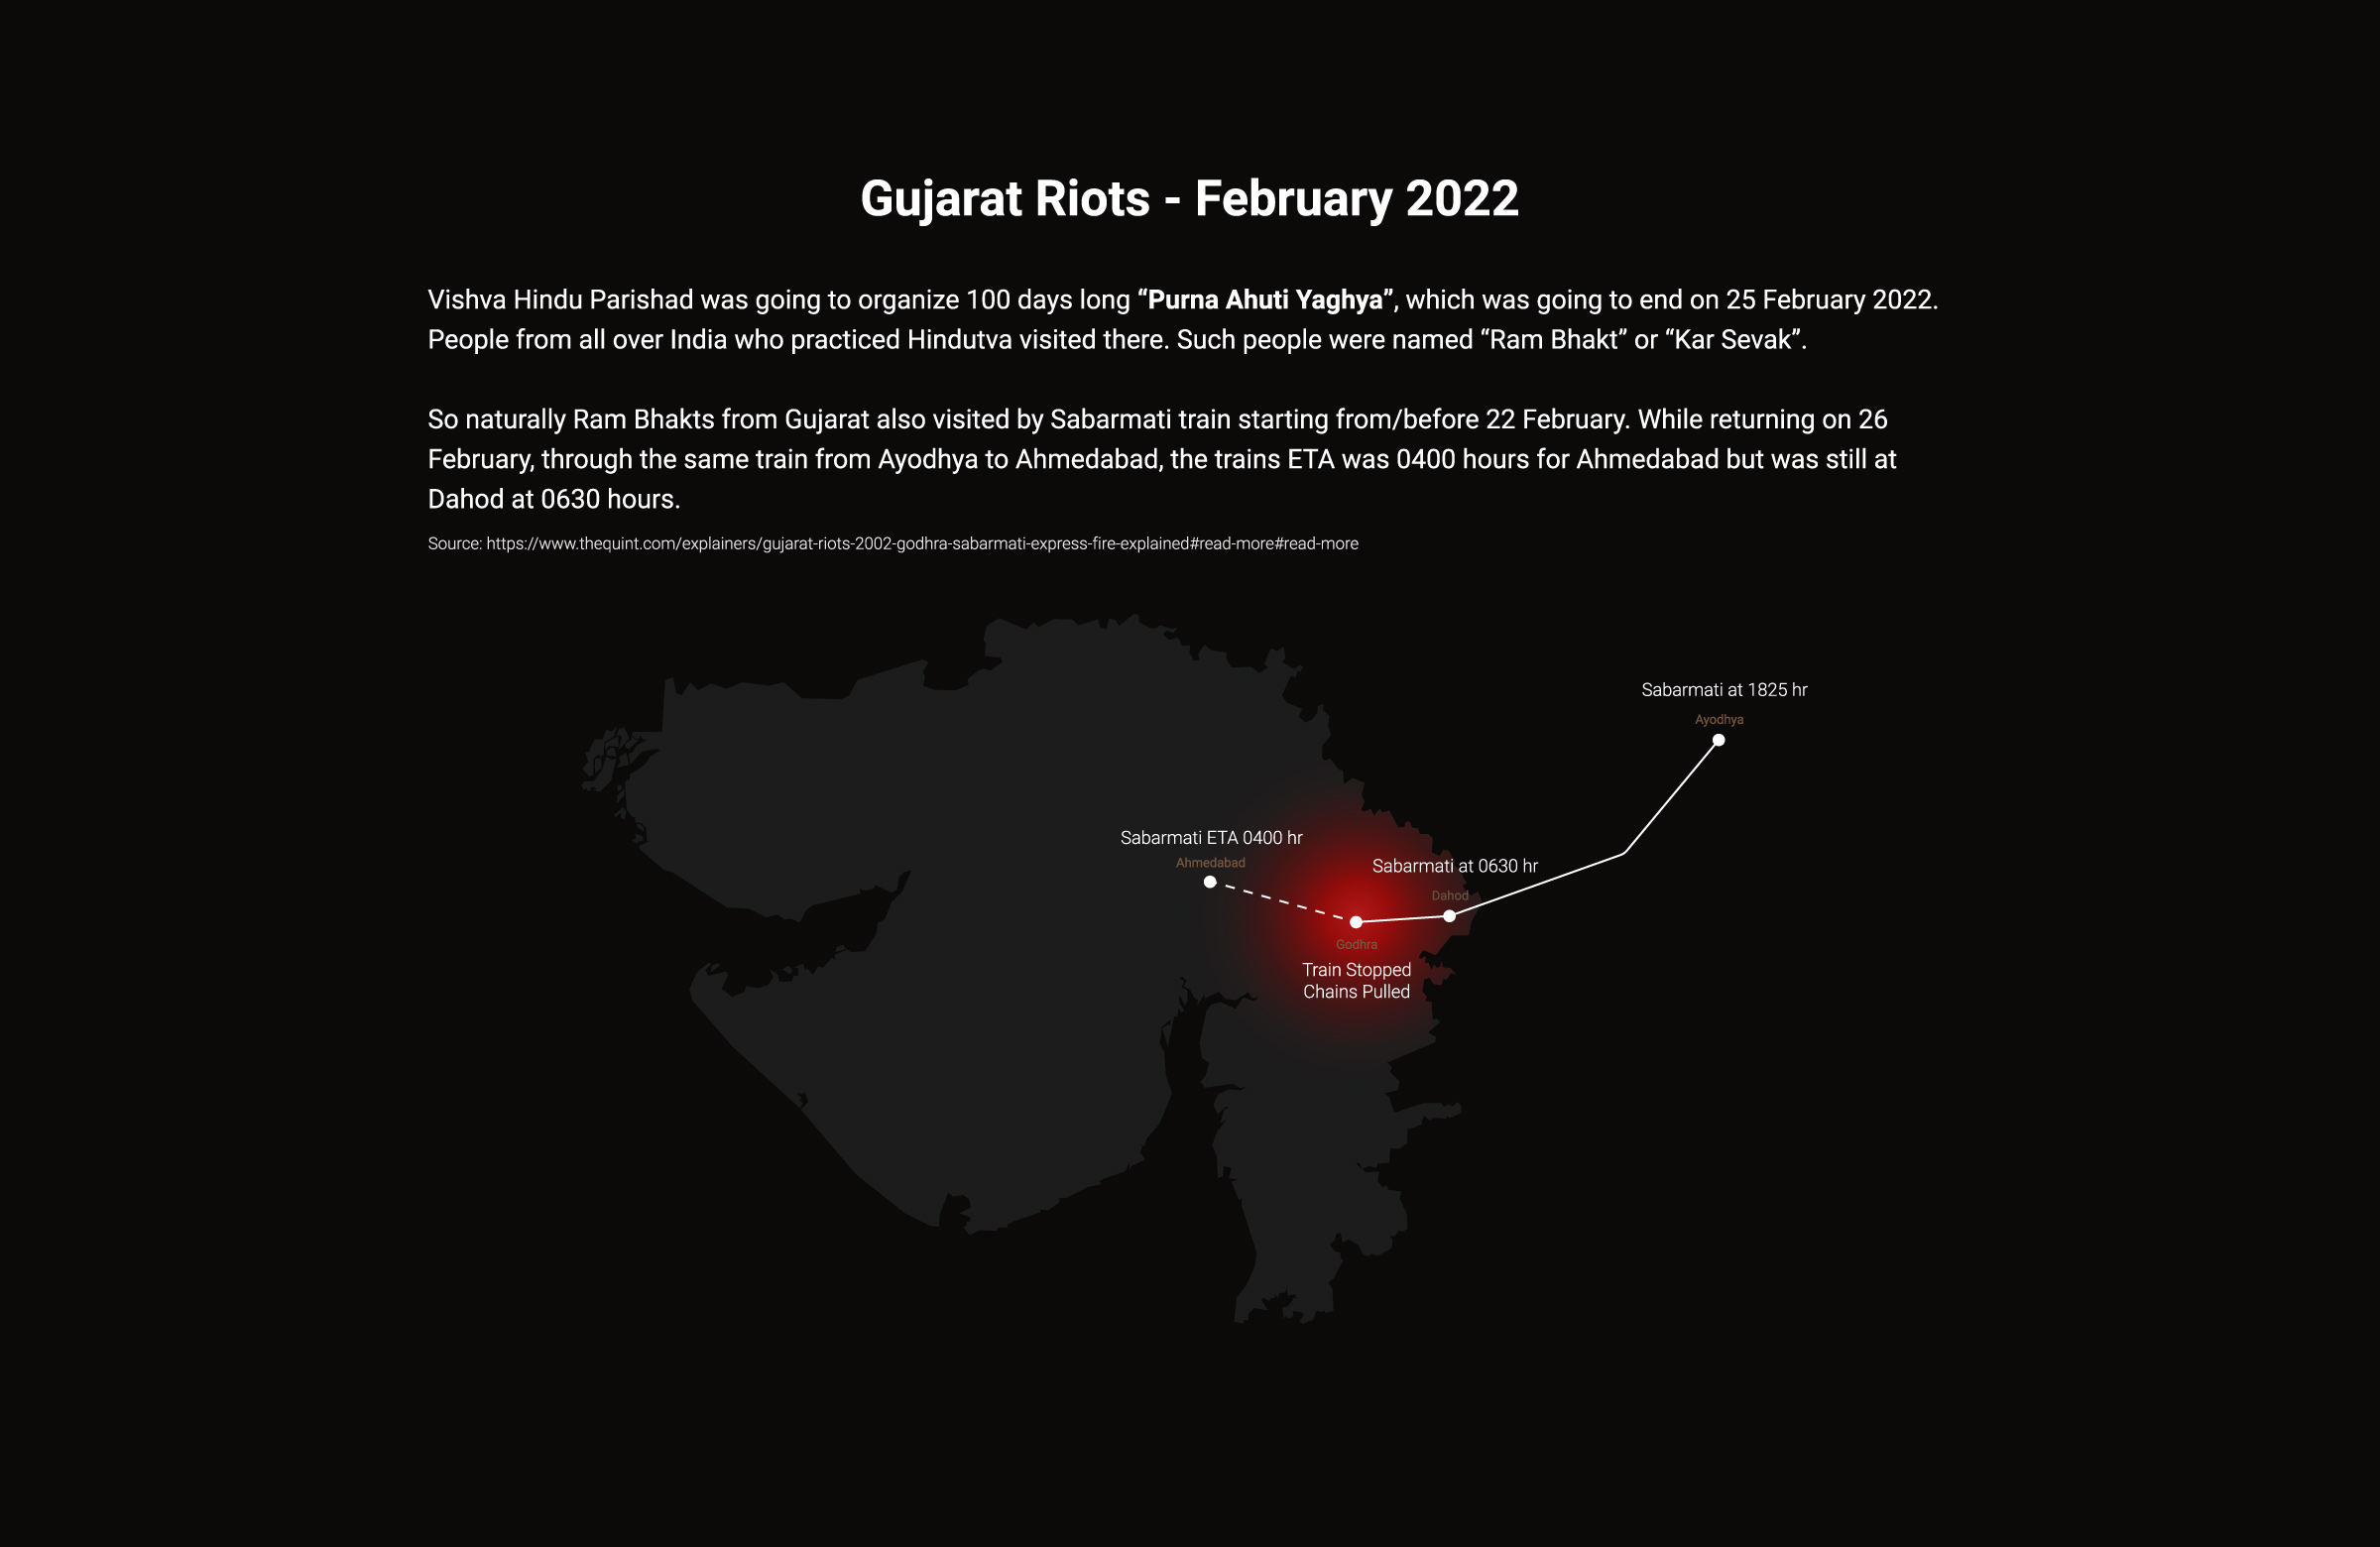 Gujarat Riots - February 2022
Vishva Hindu Parishad was going to organize 100 days long “Purna Ahuti Yaghya”, which was going to end on 25 February 2022.
People from all over India who practiced Hindutva visited there. Such people were named “Ram Bhakt” or “Kar Sevak”.
So naturally Ram Bhakts from Gujarat also visited by Sabarmati train starting from/before 22 February. While returning on 26
February, through the same train from Ayodhya to Ahmedabad, the trains ETA was 0400 hours for Ahmedabad but was still at
Dahod at 0630 hours.
Source: https://www.thequint.com/explainers/gujarat-riots-2002-godhra-sabarmati-express-fire-explained#read-more#read-more
Sabarmati at 1825 hr
Ayodhya
Sabarmati ETA 0400 hr
Ahmedabad
Sabarmati at 0630 hr
Dahod
Godhra
Train Stopped
Chains Pulled